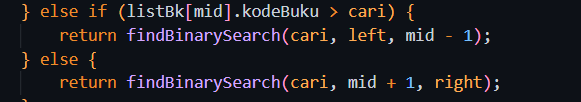 } else if (listBk[mid].kodeBuku > cari) {
return findBinarySearch(cari, left, mid - 1);
} else {
return findBinarySearch(cari, mid + 1, right);
}